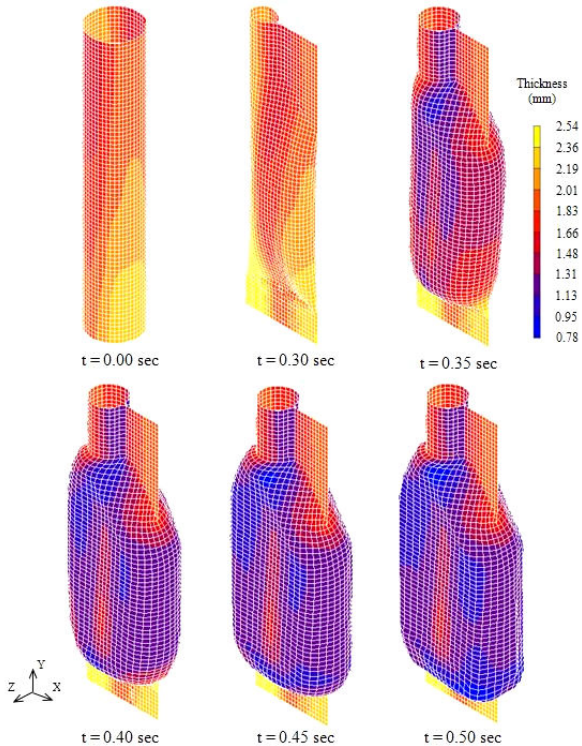 Thickness
(mm)
2.54
2.36
2.19
2.01
1.83
1.66
1.48
1.31
1.13
0.95
0.78
t = 0.00 sec
t = 0.30 sec
t = 0.35 sec
Y
Z
X
t = 0.40 sec
t = 0.45 sec
t = 0.50 sec